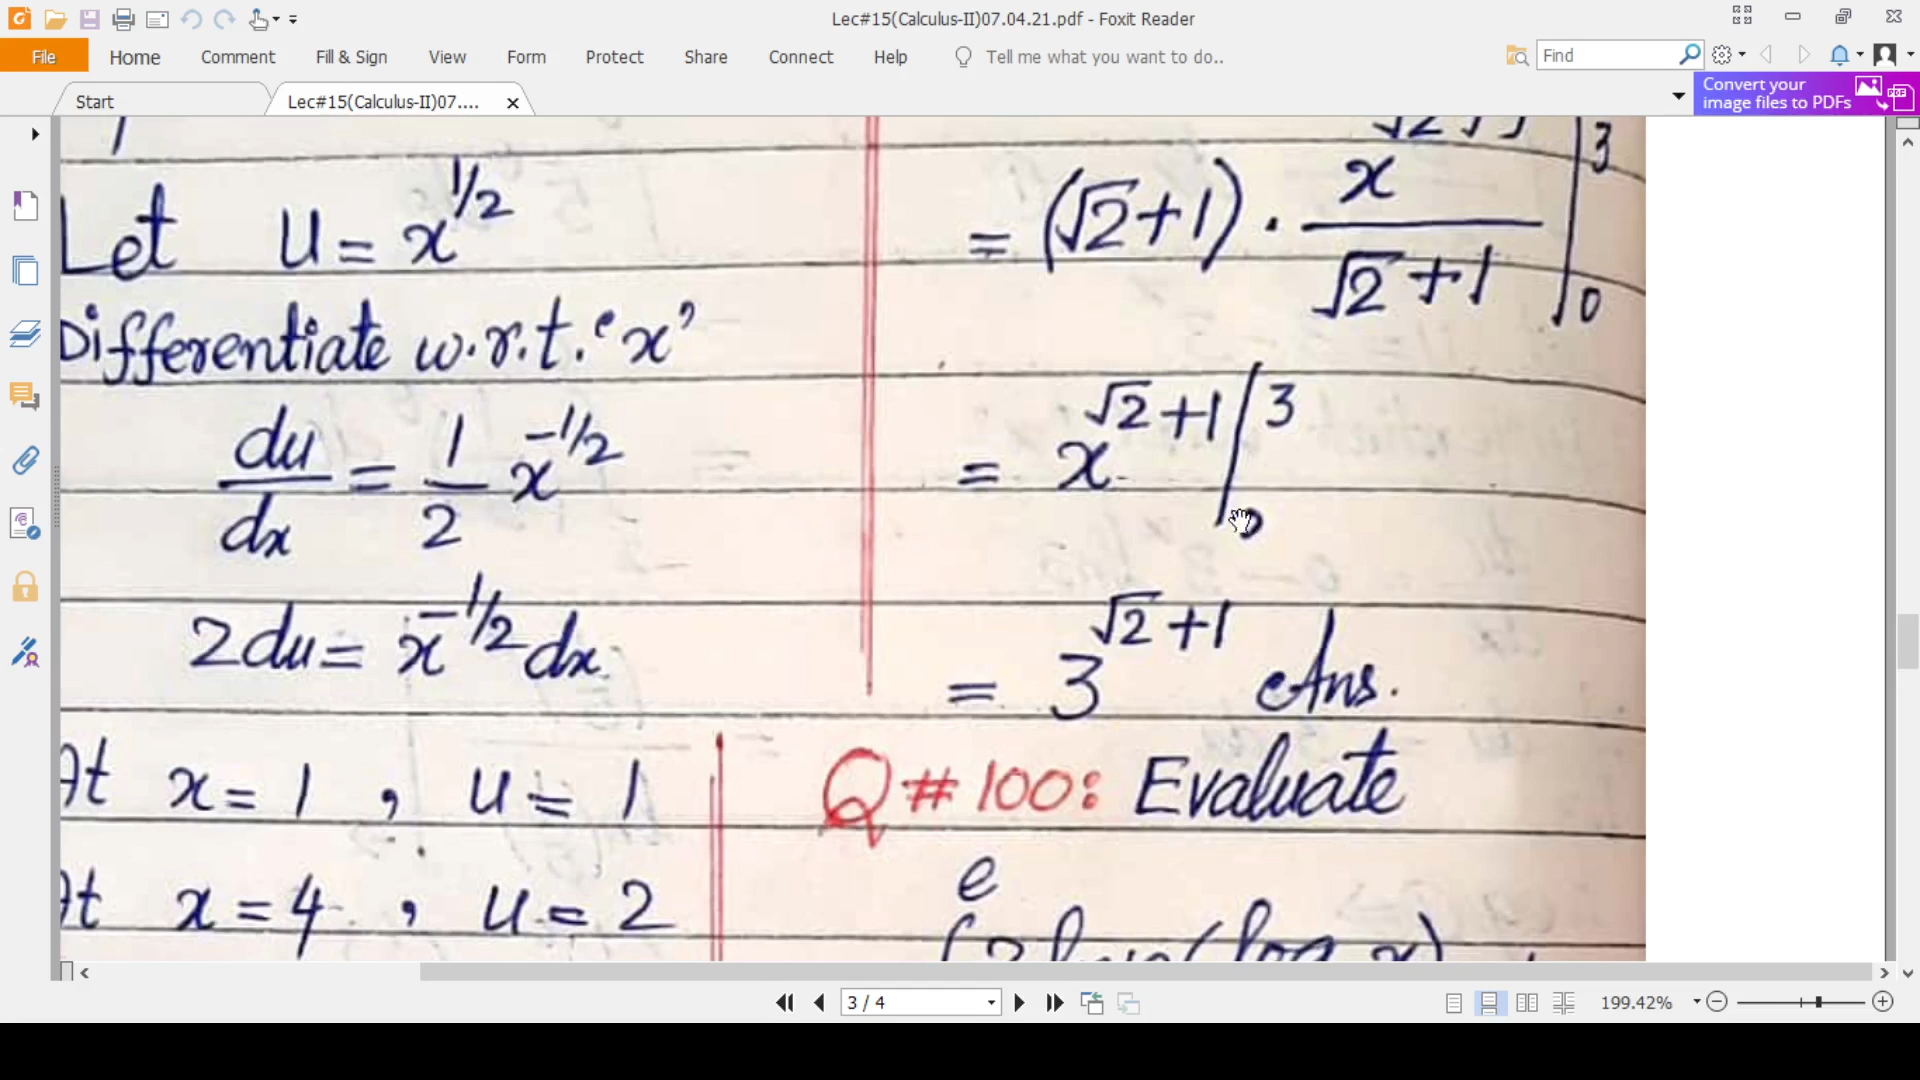 Lec#15(Calculus-II)07.04.21.pdf - Foxit Reader
File Home Comment Fill & Sign View Form Protect Share Connect Help Tell me what you want to do.. Find
Start Lec#15(Calculus-II)07.... Convert your
image files to PDFs
Let u = x^{1/2}
Differentiate w.r.t. 'x'
du/dx = 1/2 x^{-1/2}
2du = x^{-1/2} dx
At x = 1 , u = 1
At x = 4 , u = 2
= (√2+1) · x^{√2+1} / √2+1 |_0^3
= x^{√2+1} |_0^3
= 3^{√2+1} Ans.
Q # 100: Evaluate
e
3 / 4 199.42%